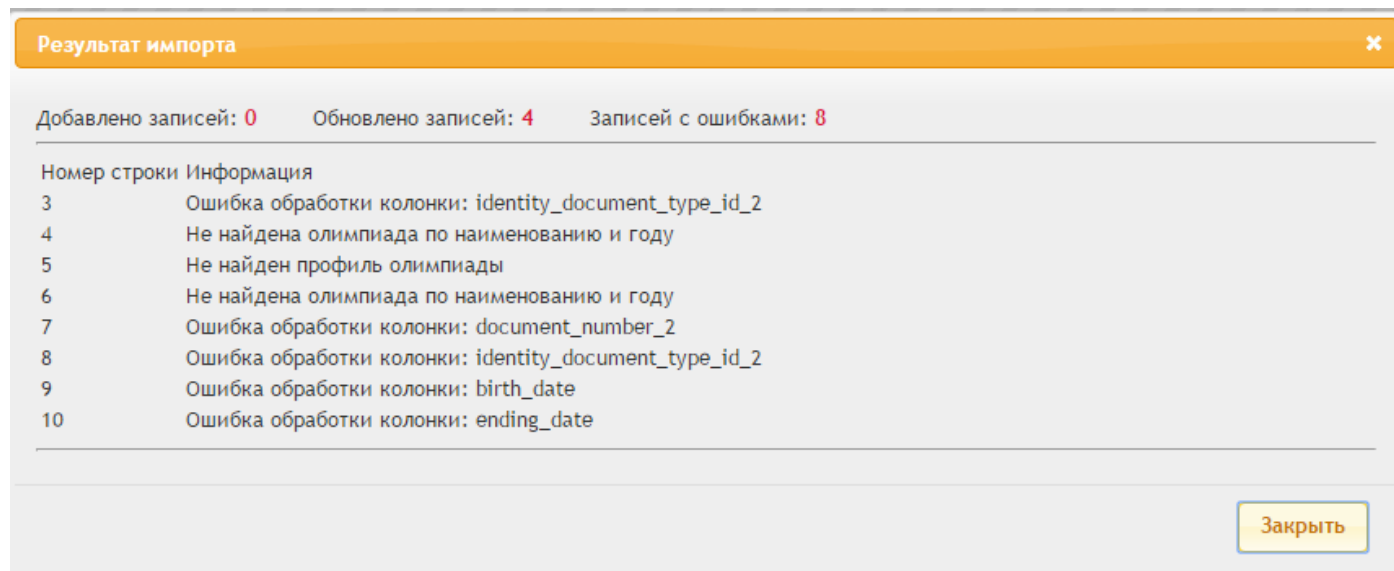 Результат импорта
Добавлено записей: 0 Обновлено записей: 4 Записей с ошибками: 8
Номер строки Информация
3 Ошибка обработки колонки: identity_document_type_id_2
4 Не найдена олимпиада по наименованию и году
5 Не найден профиль олимпиады
6 Не найдена олимпиада по наименованию и году
7 Ошибка обработки колонки: document_number_2
8 Ошибка обработки колонки: identity_document_type_id_2
9 Ошибка обработки колонки: birth_date
10 Ошибка обработки колонки: ending_date
Закрыть